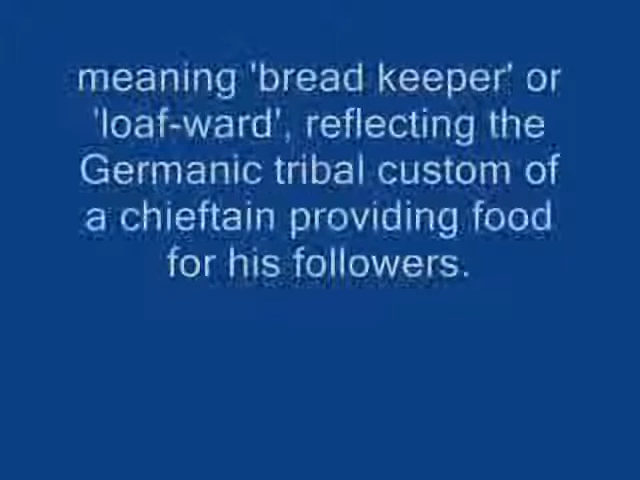 meaning 'bread keeper' or
'loaf-ward', reflecting the
Germanic tribal custom of
a chieftain providing food
for his followers.